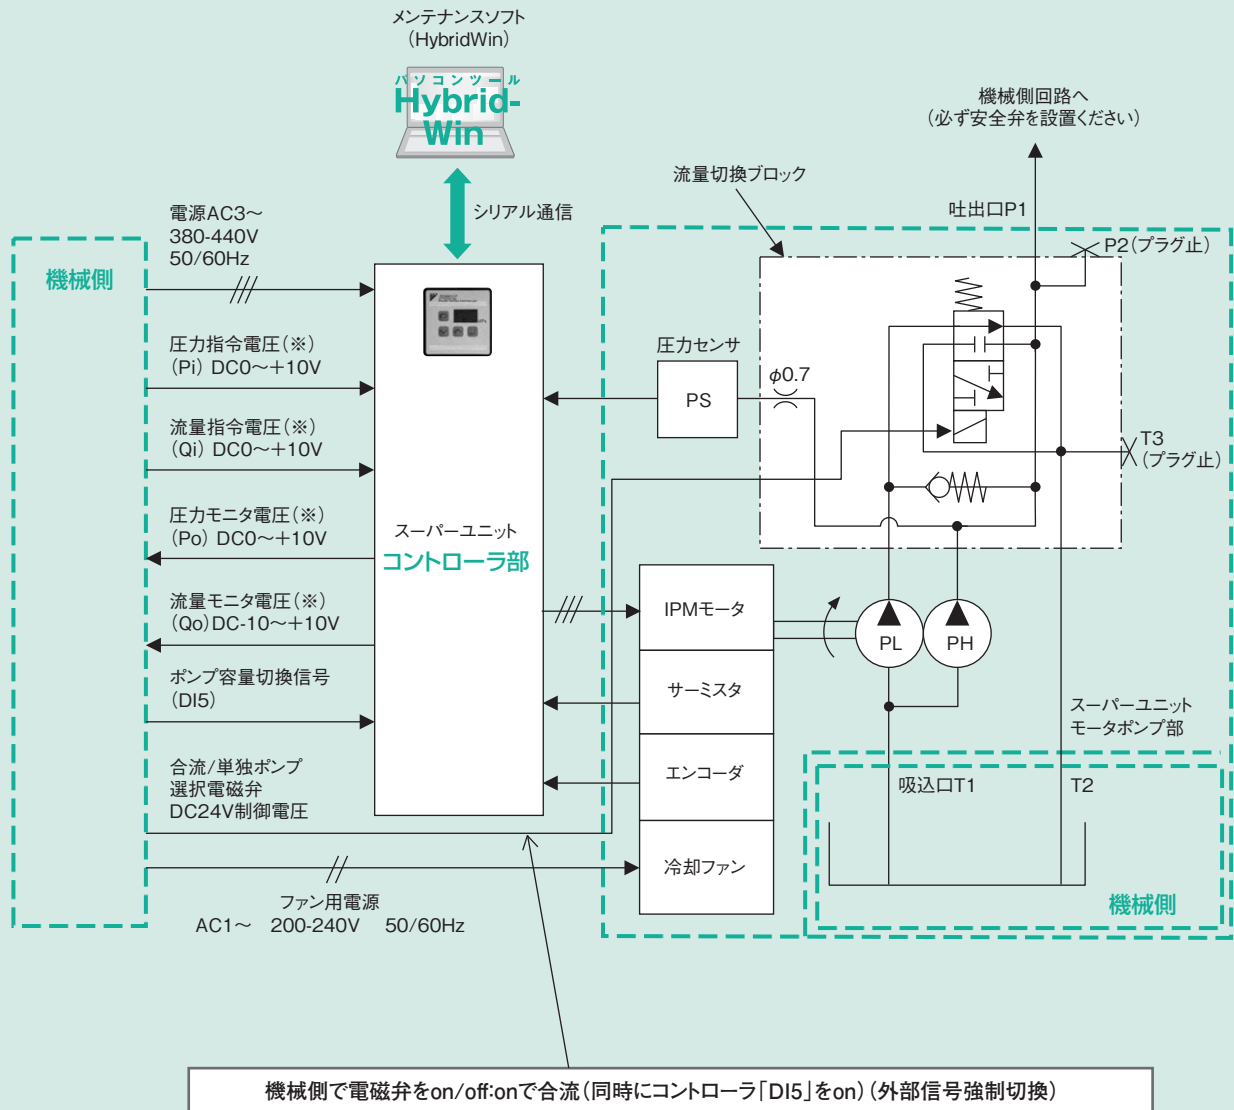 メンテナンスソフト
(HybridWin)
パソコンツール
Hybrid-
Win
シリアル通信
機械側回路へ
(必ず安全弁を設置ください)
流量切換ブロック
吐出口P1
P2(プラグ止)
電源AC3～
380-440V
50/60Hz
機械側
圧力指令電圧(※)
(Pi) DC0～+10V
流量指令電圧(※)
(Qi) DC0～+10V
圧力モニタ電圧(※)
(Po) DC0～+10V
流量モニタ電圧(※)
(Qo)DC-10～+10V
ポンプ容量切換信号
(DI5)
合流/単独ポンプ
選択電磁弁
DC24V制御電圧
ファン用電源
AC1～ 200-240V 50/60Hz
スーパーユニット
コントローラ部
圧力センサ
PS
φ0.7
T3
(プラグ止)
IPMモータ
サーミスタ
エンコーダ
冷却ファン
PL
PH
スーパーユニット
モータポンプ部
吸込口T1
T2
機械側
機械側で電磁弁をon/off:onで合流(同時にコントローラ「DI5」をon)(外部信号強制切換)